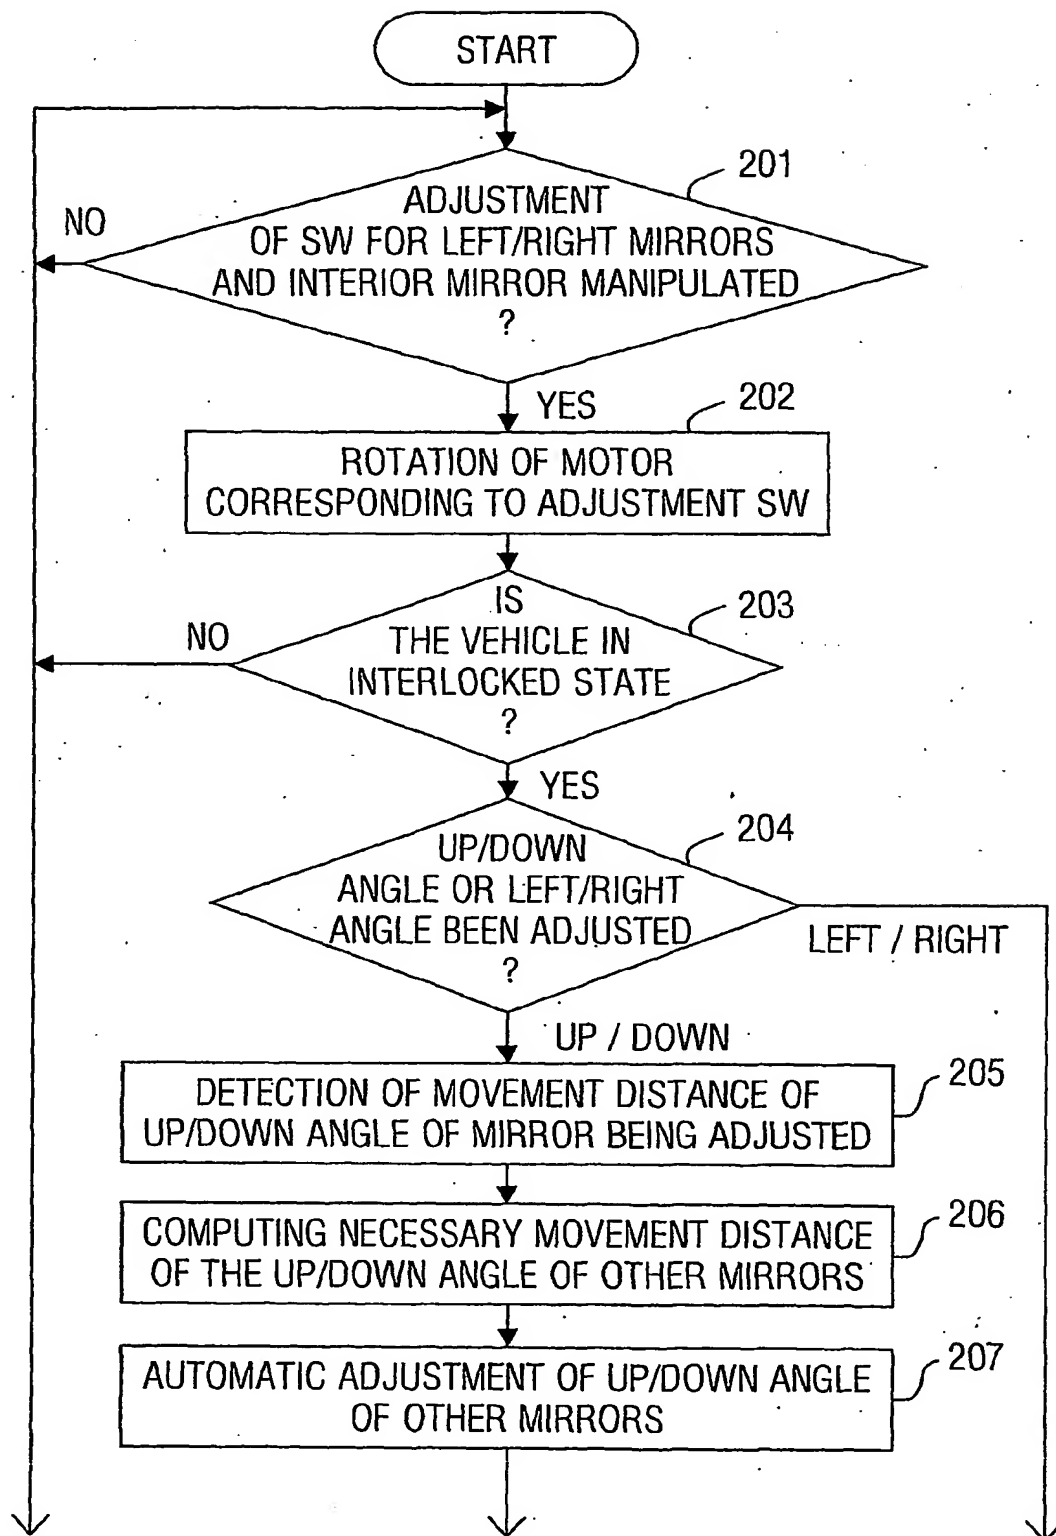 START
201
ADJUSTMENT
OF SW FOR LEFT/RIGHT MIRRORS
AND INTERIOR MIRROR MANIPULATED
?
NO
YES
202
ROTATION OF MOTOR
CORRESPONDING TO ADJUSTMENT SW
203
IS
THE VEHICLE IN
INTERLOCKED STATE
?
NO
YES
204
UP/DOWN
ANGLE OR LEFT/RIGHT
ANGLE BEEN ADJUSTED
?
LEFT / RIGHT
UP / DOWN
205
DETECTION OF MOVEMENT DISTANCE OF
UP/DOWN ANGLE OF MIRROR BEING ADJUSTED
206
COMPUTING NECESSARY MOVEMENT DISTANCE
OF THE UP/DOWN ANGLE OF OTHER MIRRORS
207
AUTOMATIC ADJUSTMENT OF UP/DOWN ANGLE
OF OTHER MIRRORS